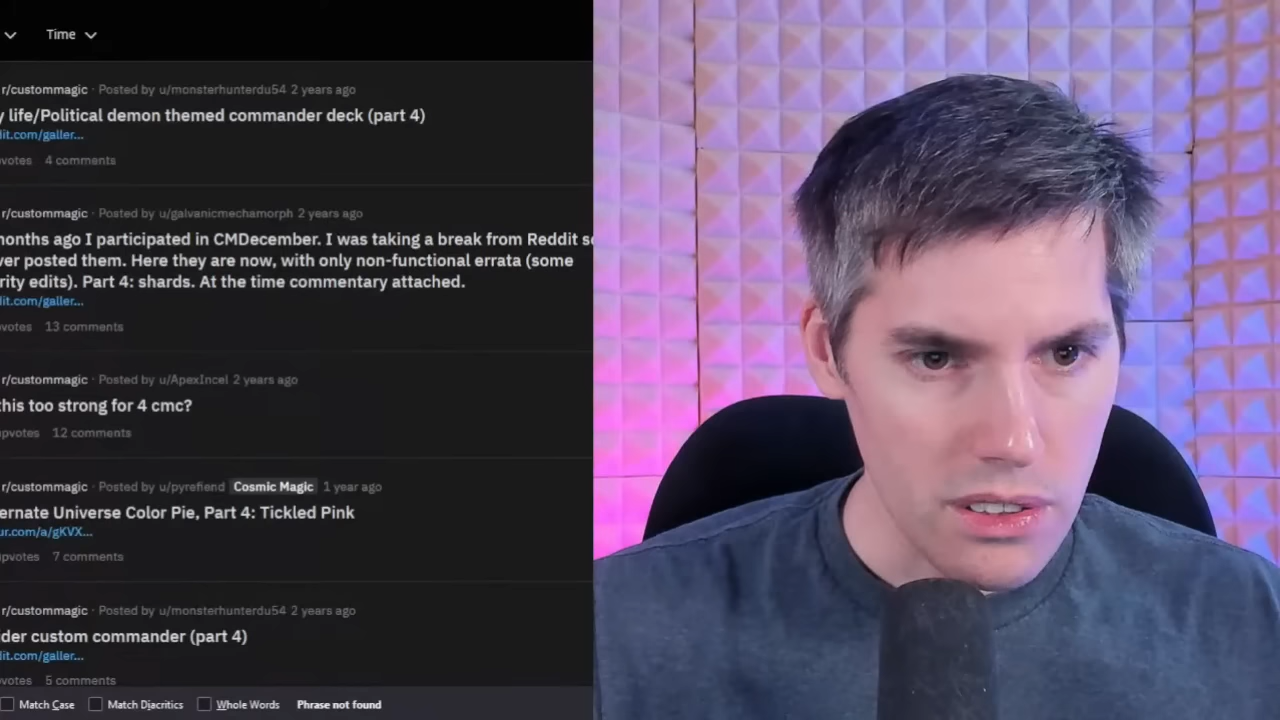 Time
r/custommagic · Posted by u/monsterhunterdu54 2 years ago
y life/Political demon themed commander deck (part 4)
dit.com/galler...
votes 4 comments
r/custommagic · Posted by u/galvanicmechamorph 2 years ago
months ago I participated in CMDecember. I was taking a break from Reddit so
ver posted them. Here they are now, with only non-functional errata (some
rity edits). Part 4: shards. At the time commentary attached.
dit.com/galler...
votes 13 comments
r/custommagic · Posted by u/ApexIncel 2 years ago
this too strong for 4 cmc?
pvotes 12 comments
r/custommagic · Posted by u/pyrefiend Cosmic Magic 1 year ago
ernate Universe Color Pie, Part 4: Tickled Pink
ur.com/a/gKVX...
pvotes 7 comments
r/custommagic · Posted by u/monsterhunterdu54 2 years ago
ider custom commander (part 4)
dit.com/galler...
votes 5 comments
Match Case Match Diacritics Whole Words Phrase not found